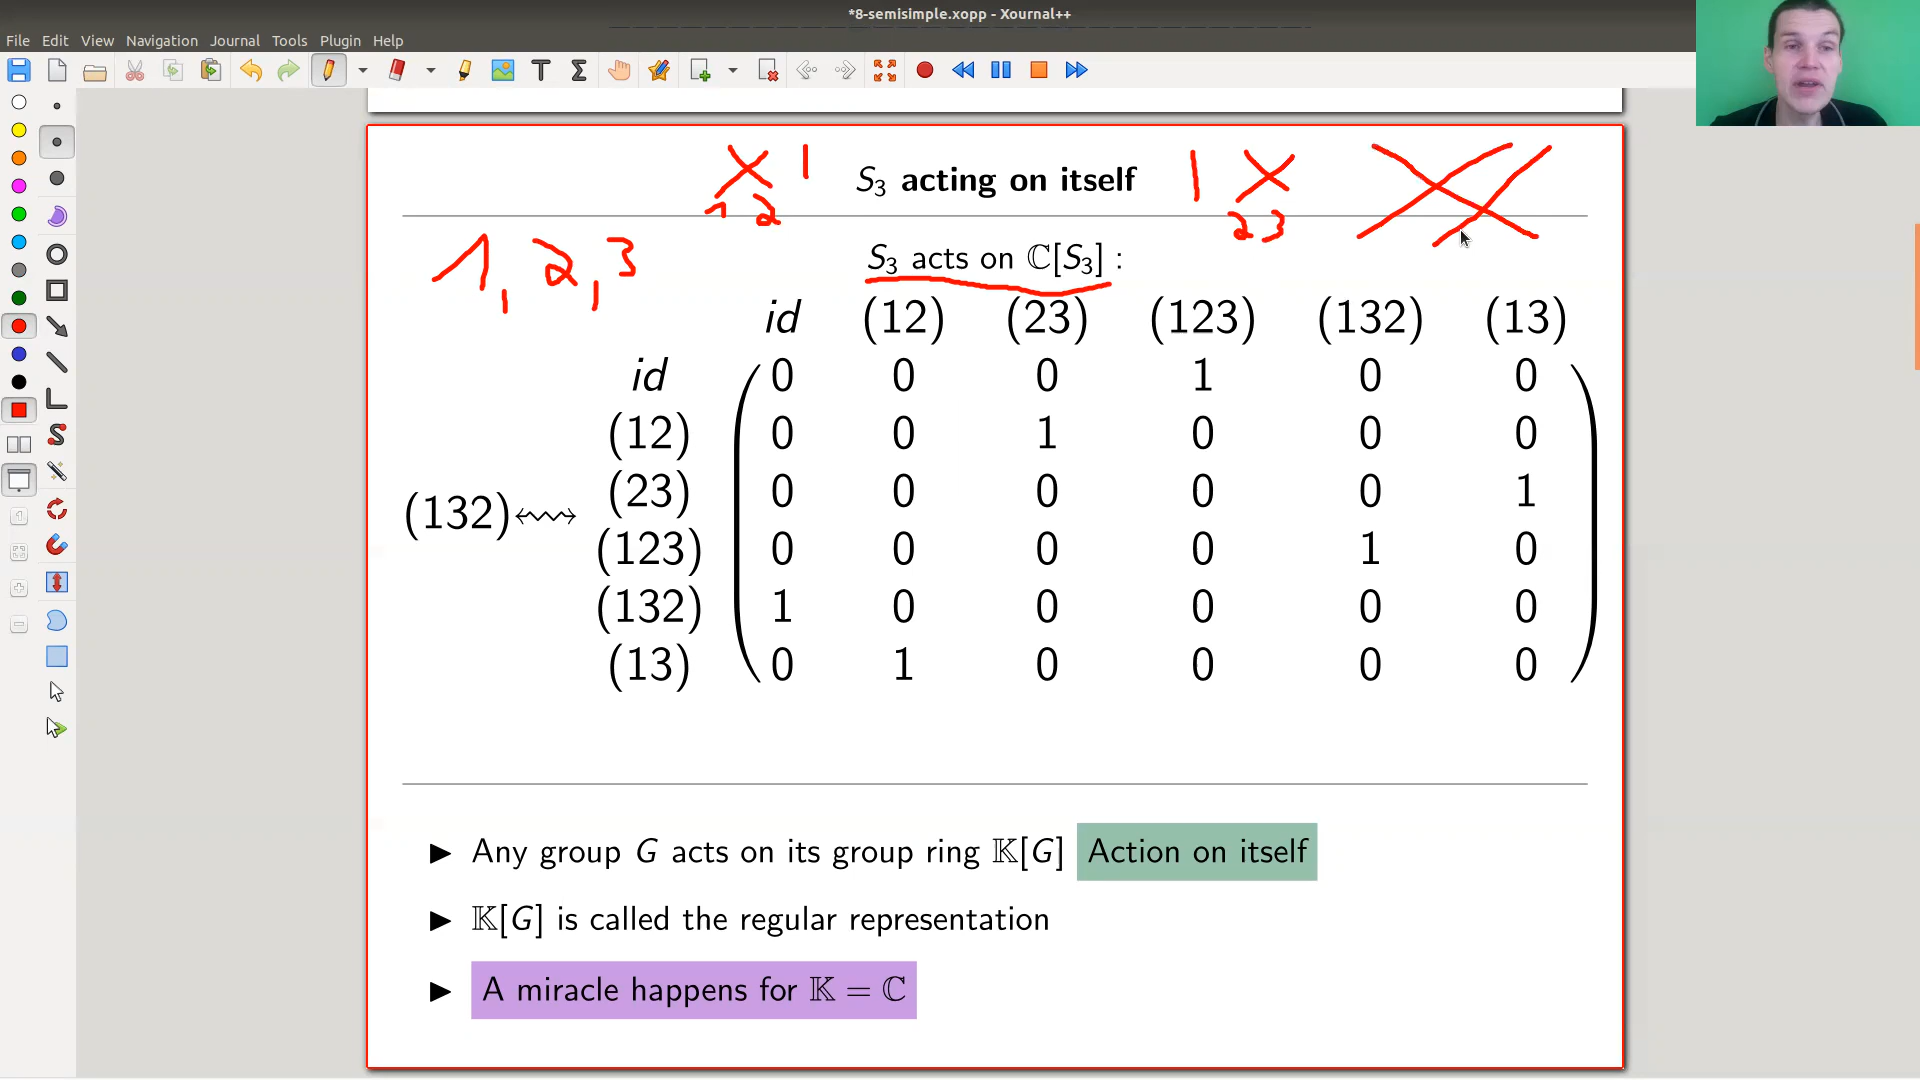 *8-semisimple.xopp - Xournal++
File Edit View Navigation Journal Tools Plugin Help
S₃ acting on itself
1 2
2 3
1, 2, 3
S₃ acts on ℂ[S₃] :
id (12) (23) (123) (132) (13)
id 0 0 0 1 0 0
(12) 0 0 1 0 0 0
(23) 0 0 0 0 0 1
(132) ↭ (123) 0 0 0 0 1 0
(132) 1 0 0 0 0 0
(13) 0 1 0 0 0 0
▶ Any group G acts on its group ring 𝕂[G] Action on itself
▶ 𝕂[G] is called the regular representation
▶ A miracle happens for 𝕂 = ℂ